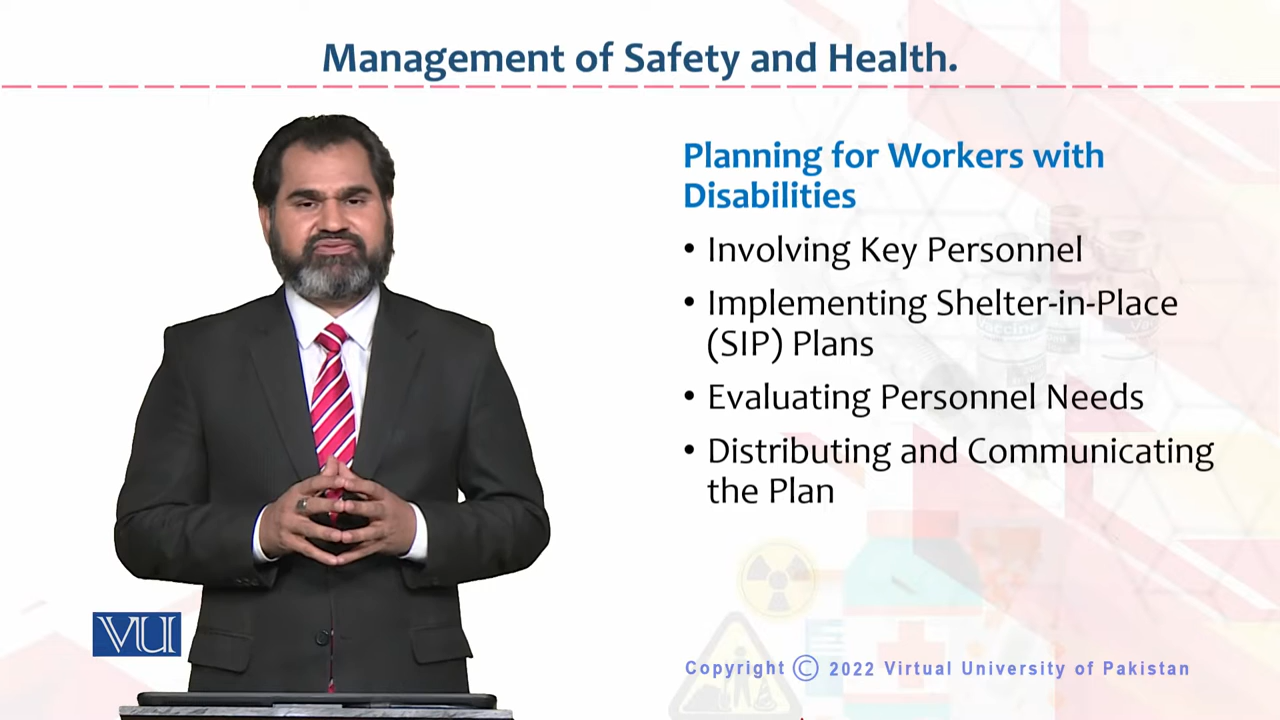 Management of Safety and Health.
Planning for Workers with
Disabilities
• Involving Key Personnel
• Implementing Shelter-in-Place
(SIP) Plans
• Evaluating Personnel Needs
• Distributing and Communicating
the Plan
Vaccine
VU
Copyright © 2022 Virtual University of Pakistan